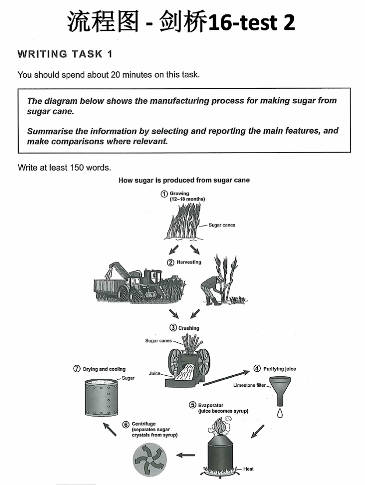 流程图 - 剑桥16-test 2
WRITING TASK 1
You should spend about 20 minutes on this task.
The diagram below shows the manufacturing process for making sugar from
sugar cane.
Summarise the information by selecting and reporting the main features, and
make comparisons where relevant.
Write at least 150 words.
How sugar is produced from sugar cane
① Growing
(12–18 months)
Sugar canes
② Harvesting
③ Crushing
Sugar canes
Juice
④ Purifying juice
Limestone filter
⑤ Evaporator
(juice becomes syrup)
Heat
⑥ Centrifuge
(separates sugar
crystals from syrup)
⑦ Drying and cooling
Sugar